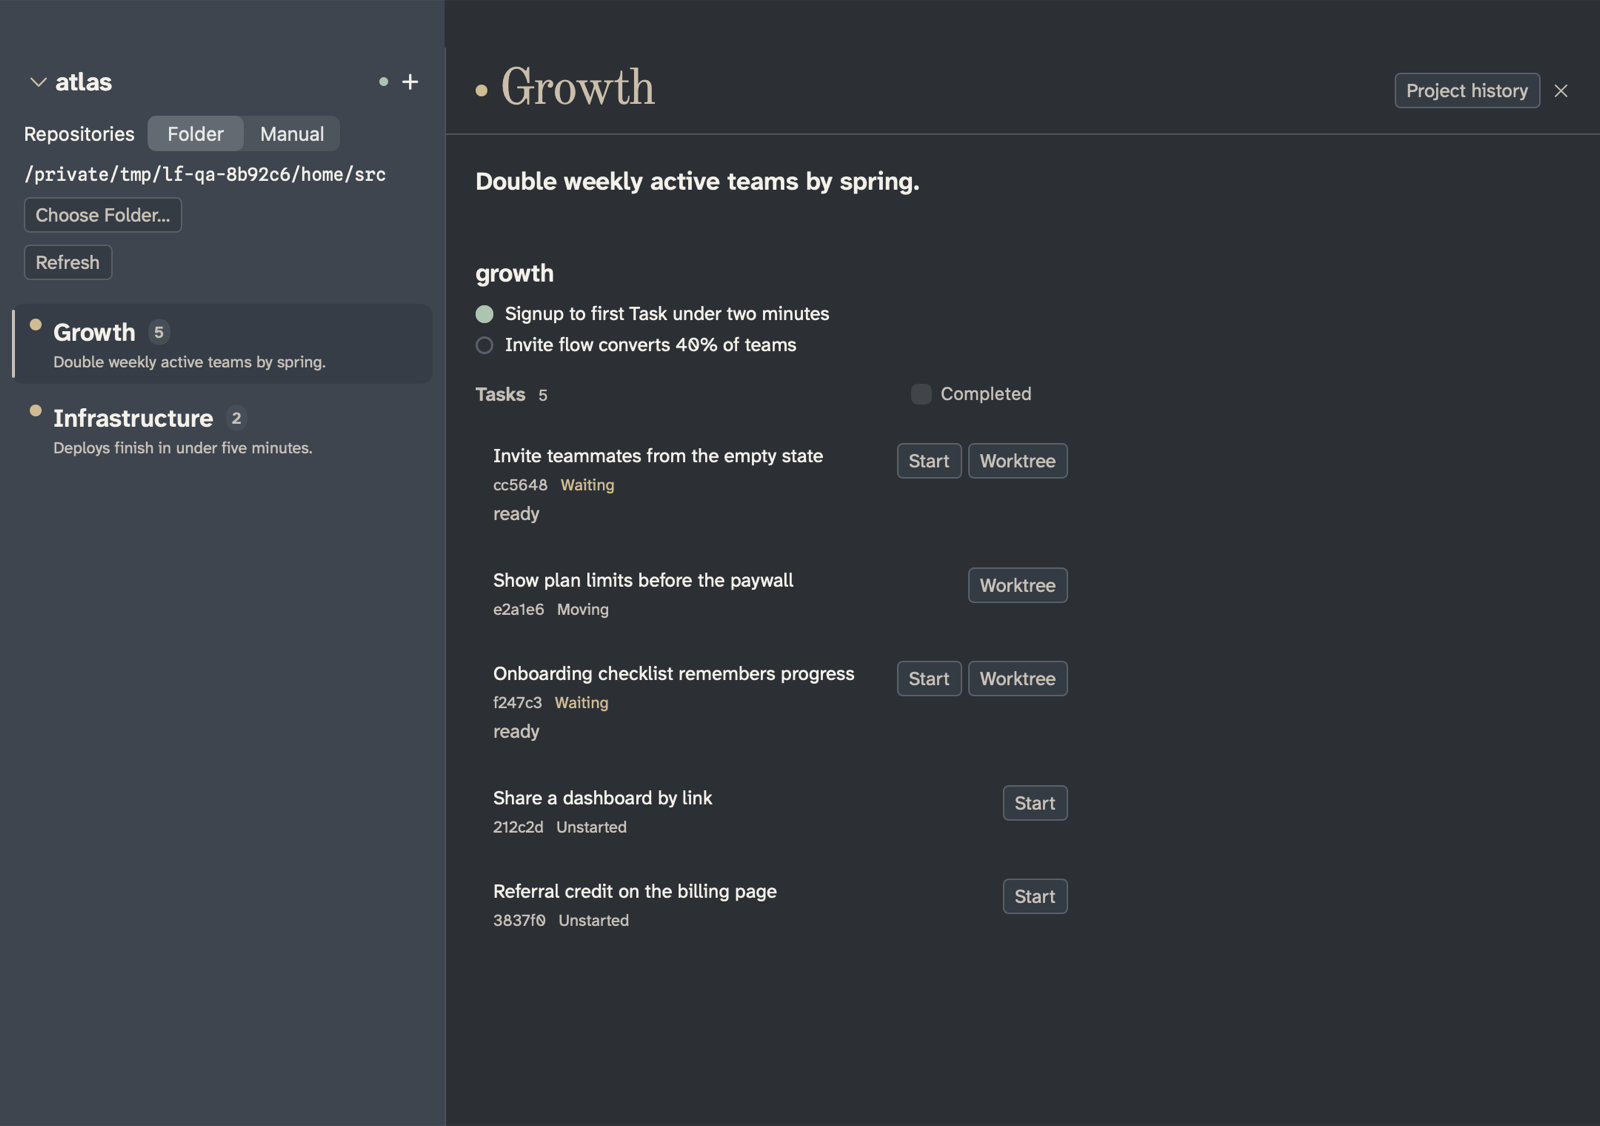 atlas
Repositories Folder Manual
/private/tmp/lf-qa-8b92c6/home/src
Choose Folder...
Refresh
Growth 5
Double weekly active teams by spring.
Infrastructure 2
Deploys finish in under five minutes.
Growth
Project history
Double weekly active teams by spring.
growth
Signup to first Task under two minutes
Invite flow converts 40% of teams
Tasks 5
Completed
Invite teammates from the empty state
Start Worktree
cc5648 Waiting
ready
Show plan limits before the paywall
Worktree
e2a1e6 Moving
Onboarding checklist remembers progress
Start Worktree
f247c3 Waiting
ready
Share a dashboard by link
Start
212c2d Unstarted
Referral credit on the billing page
Start
3837f0 Unstarted